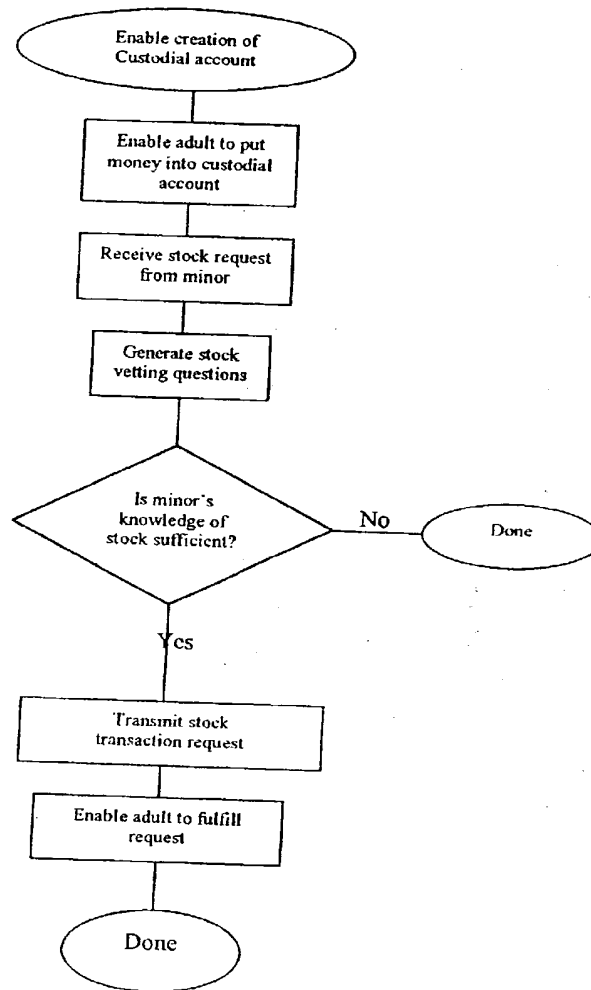 Enable creation of
Custodial account
Enable adult to put
money into custodial
account
Receive stock request
from minor
Generate stock
vetting questions
Is minor's
knowledge of
stock sufficient?
No
Done
Yes
Transmit stock
transaction request
Enable adult to fulfill
request
Done